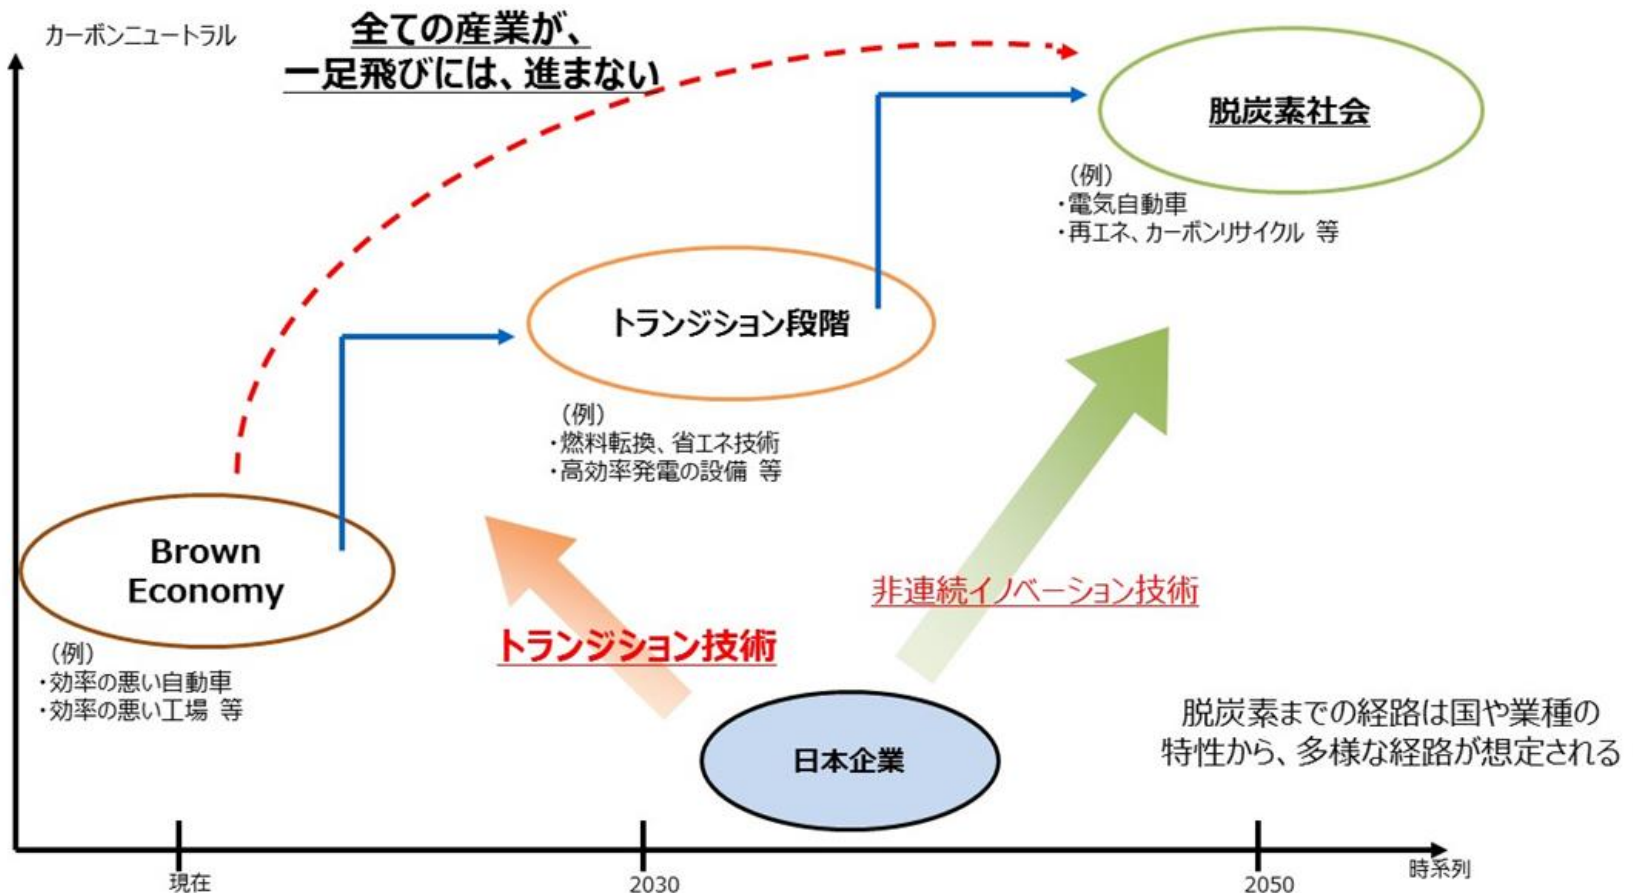 カーボンニュートラル
全ての産業が、
一足飛びには、進まない
脱炭素社会
（例）
・電気自動車
・再エネ、カーボンリサイクル 等
トランジション段階
（例）
・燃料転換、省エネ技術
・高効率発電の設備 等
Brown
Economy
（例）
・効率の悪い自動車
・効率の悪い工場 等
非連続イノベーション技術
トランジション技術
日本企業
脱炭素までの経路は国や業種の
特性から、多様な経路が想定される
時系列
現在
2030
2050